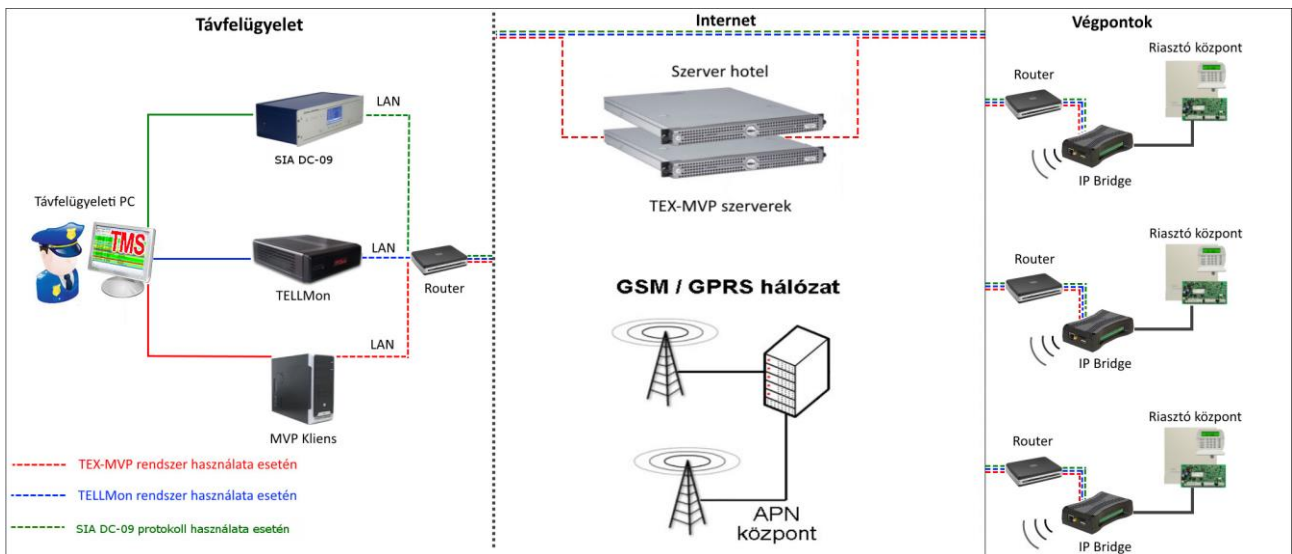 Távfelügyelet
Internet
Végpontok
SIA DC-09
LAN
Távfelügyeleti PC
TMS
TELLMon
LAN
Router
MVP Kliens
LAN
TEX-MVP rendszer használata esetén
TELLMon rendszer használata esetén
SIA DC-09 protokoll használata esetén
Szerver hotel
TEX-MVP szerverek
GSM / GPRS hálózat
APN
központ
Riasztó központ
Router
IP Bridge
Riasztó központ
Router
IP Bridge
Riasztó központ
Router
IP Bridge